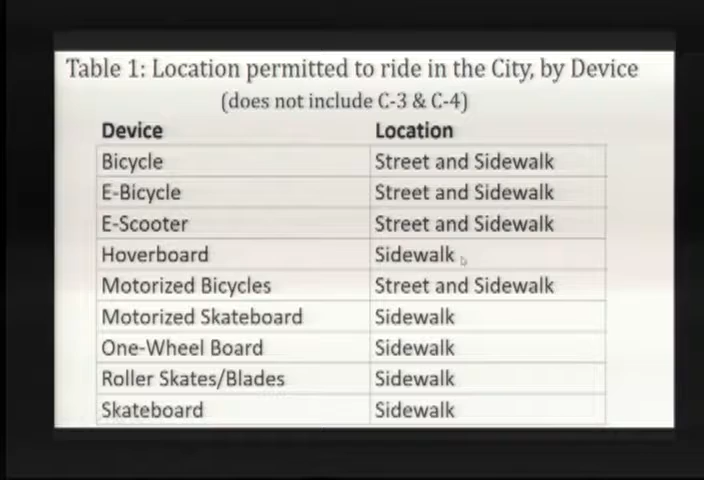 Table 1: Location permitted to ride in the City, by Device
(does not include C-3 & C-4)
Device Location
Bicycle Street and Sidewalk
E-Bicycle Street and Sidewalk
E-Scooter Street and Sidewalk
Hoverboard Sidewalk
Motorized Bicycles Street and Sidewalk
Motorized Skateboard Sidewalk
One-Wheel Board Sidewalk
Roller Skates/Blades Sidewalk
Skateboard Sidewalk